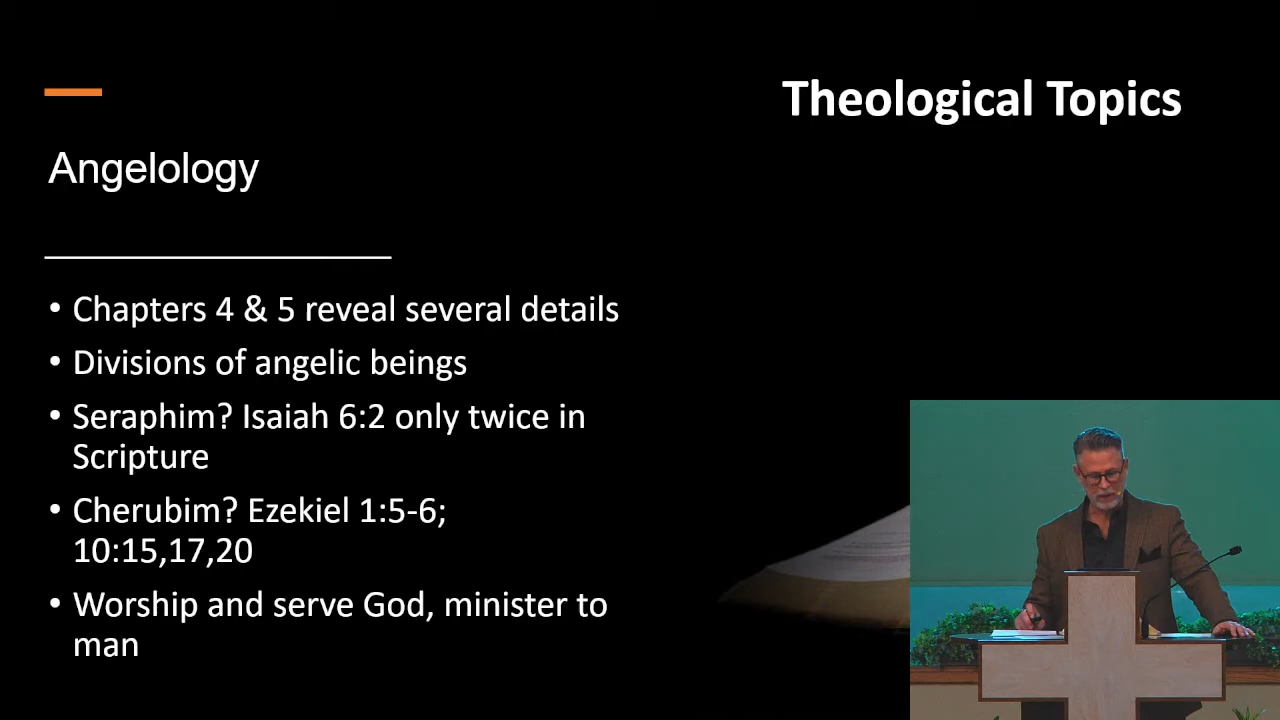 Theological Topics
Angelology
• Chapters 4 & 5 reveal several details
• Divisions of angelic beings
• Seraphim? Isaiah 6:2 only twice in
Scripture
• Cherubim? Ezekiel 1:5-6;
10:15,17,20
• Worship and serve God, minister to
man